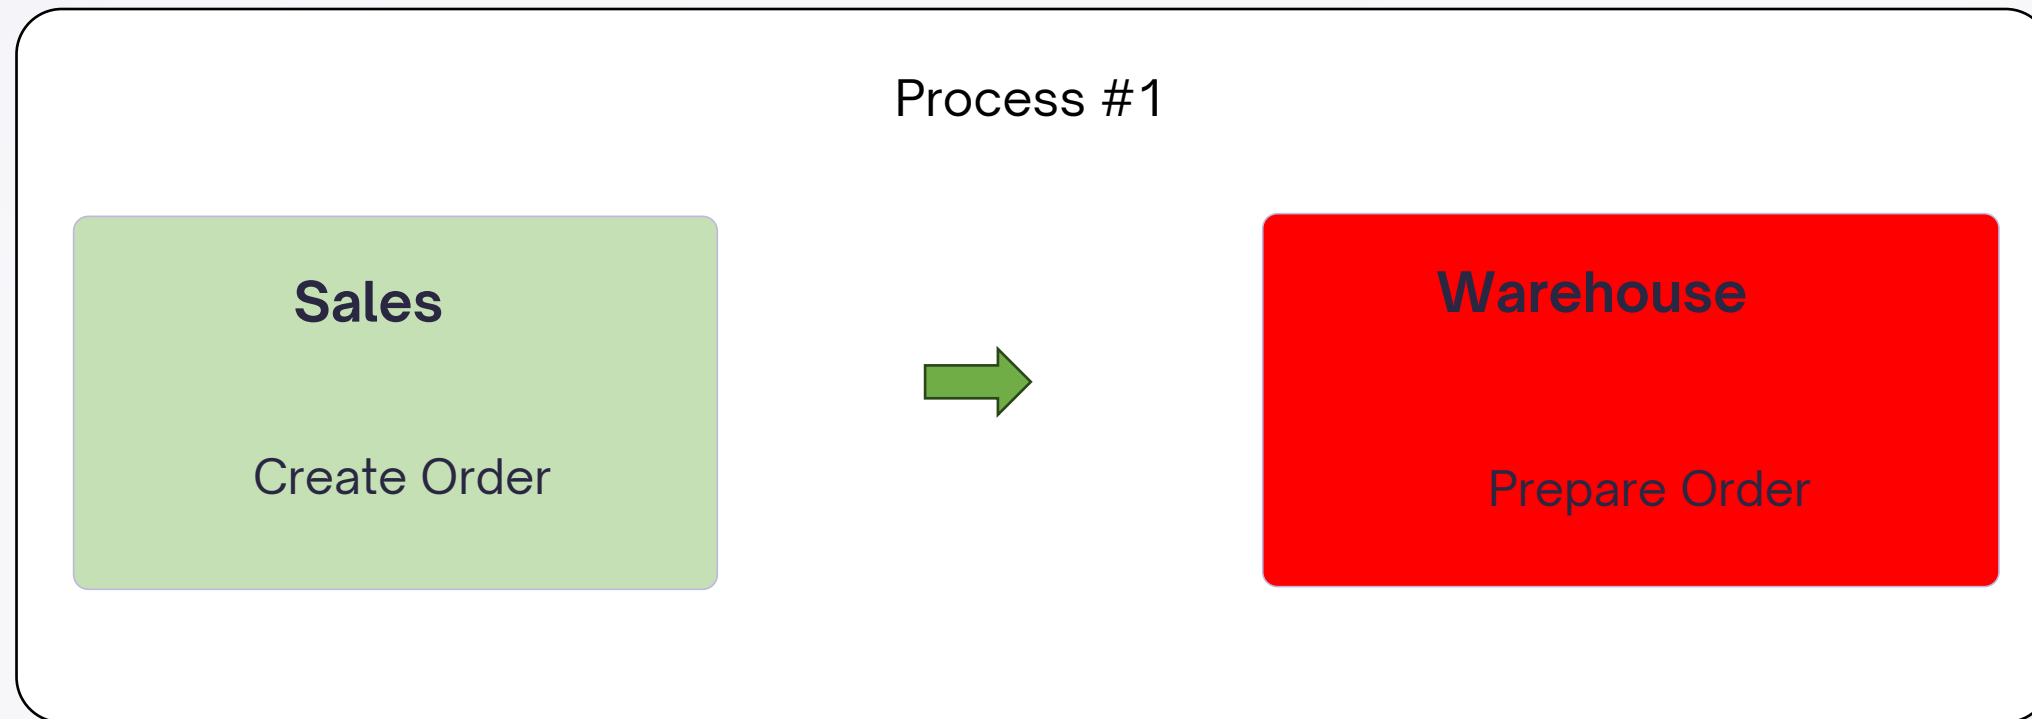 Process #1
Sales
Create Order
Warehouse
Prepare Order